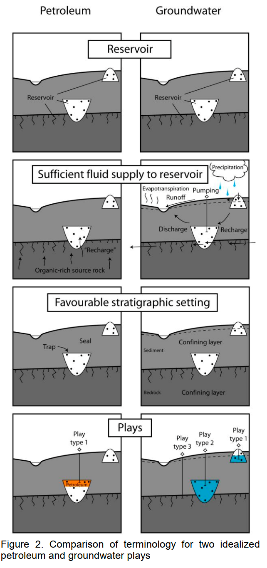 Petroleum Groundwater
Reservoir
Reservoir
Reservoir
Sufficient fluid supply to reservoir
Precipitation
Evapotranspiration
Pumping
Runoff
"Recharge"
Discharge
Recharge
Organic-rich source rock
Favourable stratigraphic setting
Seal
Trap
Confining layer
Sediment
Bedrock
Confining layer
Plays
Play
type 1
Play
type 3
Play
type 2
Play
type 1
Figure 2. Comparison of terminology for two idealized
petroleum and groundwater plays